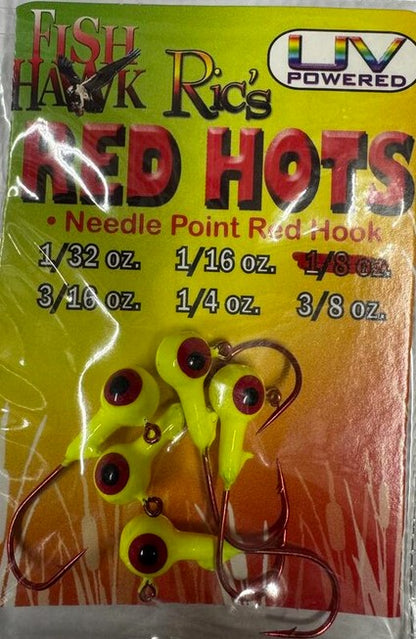 FISH HAWK
Ric's
UV
POWERED
RED HOTS
• Needle Point Red Hook
1/32 oz. 1/16 oz. 1/8 oz.
3/16 oz. 1/4 oz. 3/8 oz.